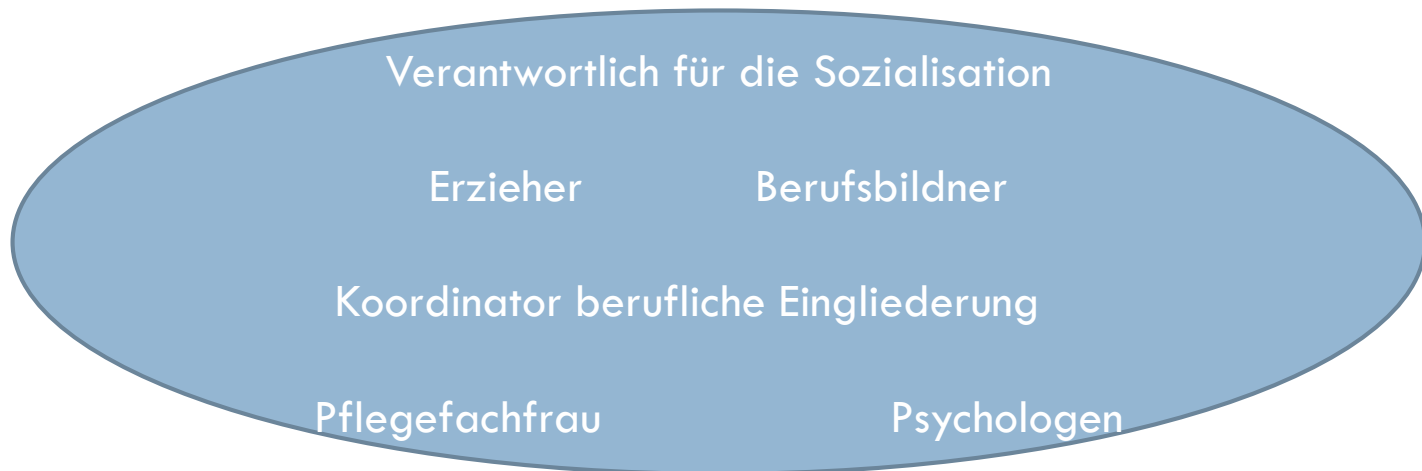 Verantwortlich für die Sozialisation
Erzieher Berufsbildner
Koordinator berufliche Eingliederung
Pflegefachfrau Psychologen